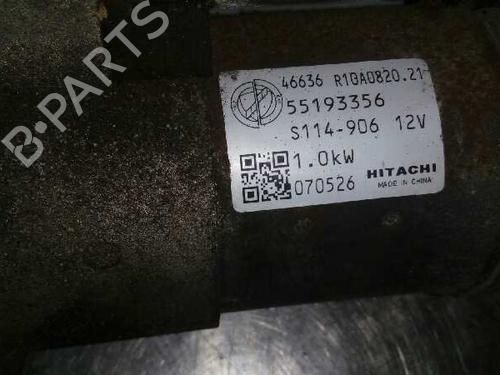 B-PARTS
46636 R10A0820.21
55193356
S114-906 12V
1.0kW
070526
HITACHI
MADE IN CHINA